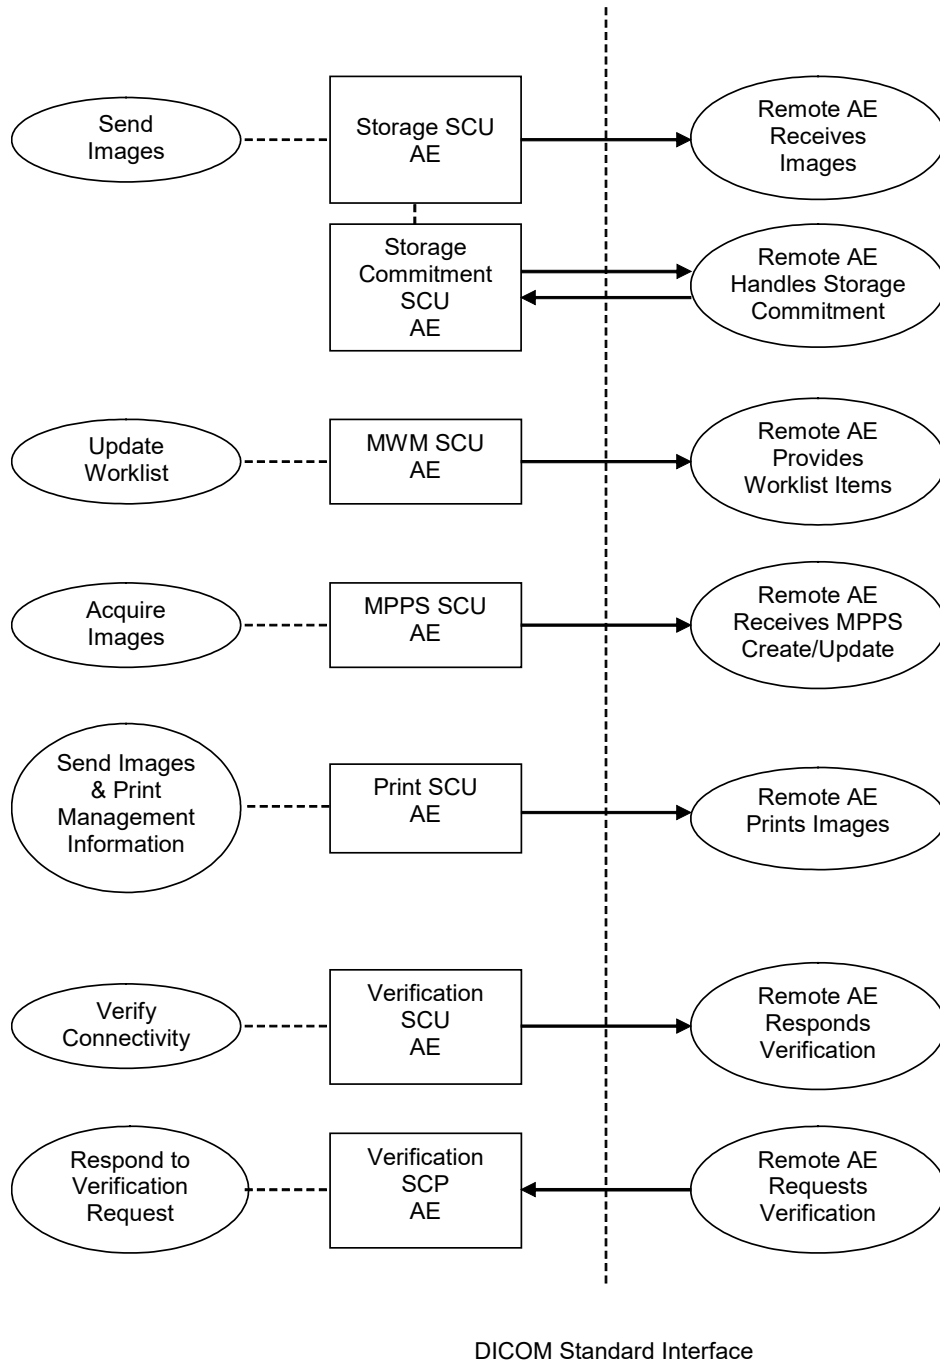 Send
Images
Storage SCU
AE
Remote AE
Receives
Images
Storage
Commitment
SCU
AE
Remote AE
Handles Storage
Commitment
Update
Worklist
MWM SCU
AE
Remote AE
Provides
Worklist Items
Acquire
Images
MPPS SCU
AE
Remote AE
Receives MPPS
Create/Update
Send Images
& Print
Management
Information
Print SCU
AE
Remote AE
Prints Images
Verify
Connectivity
Verification
SCU
AE
Remote AE
Responds
Verification
Respond to
Verification
Request
Verification
SCP
AE
Remote AE
Requests
Verification
DICOM Standard Interface